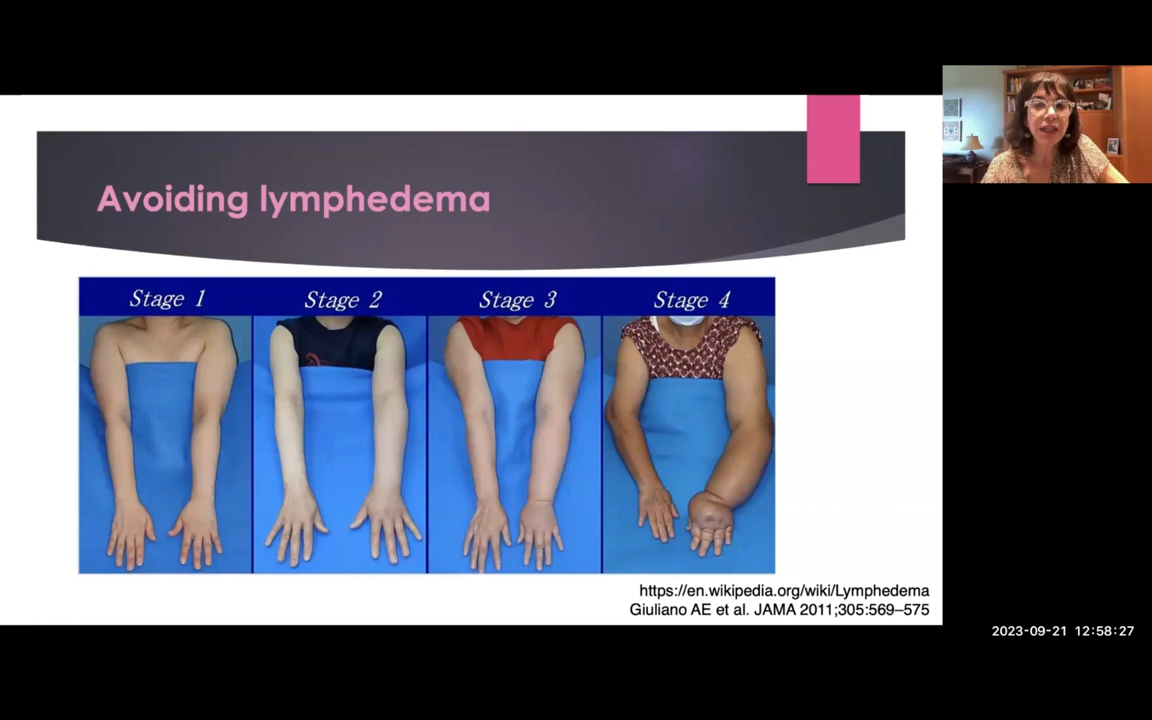 Avoiding lymphedema
Stage 1
Stage 2
Stage 3
Stage 4
https://en.wikipedia.org/wiki/Lymphedema
Giuliano AE et al. JAMA 2011;305:569–575
2023-09-21 12:58:27